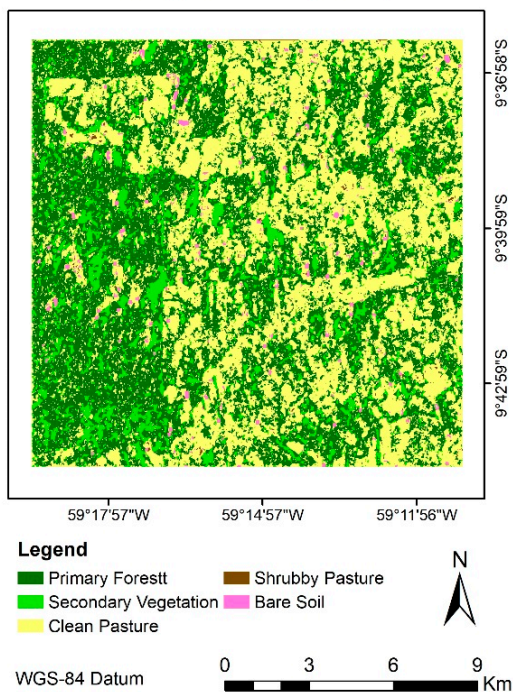 9°36'58"S
9°39'59"S
9°42'59"S
59°17'57"W 59°14'57"W 59°11'56"W
Legend
Primary Forestt Shrubby Pasture
Secondary Vegetation Bare Soil
Clean Pasture
N
WGS-84 Datum
0 3 6 9
Km